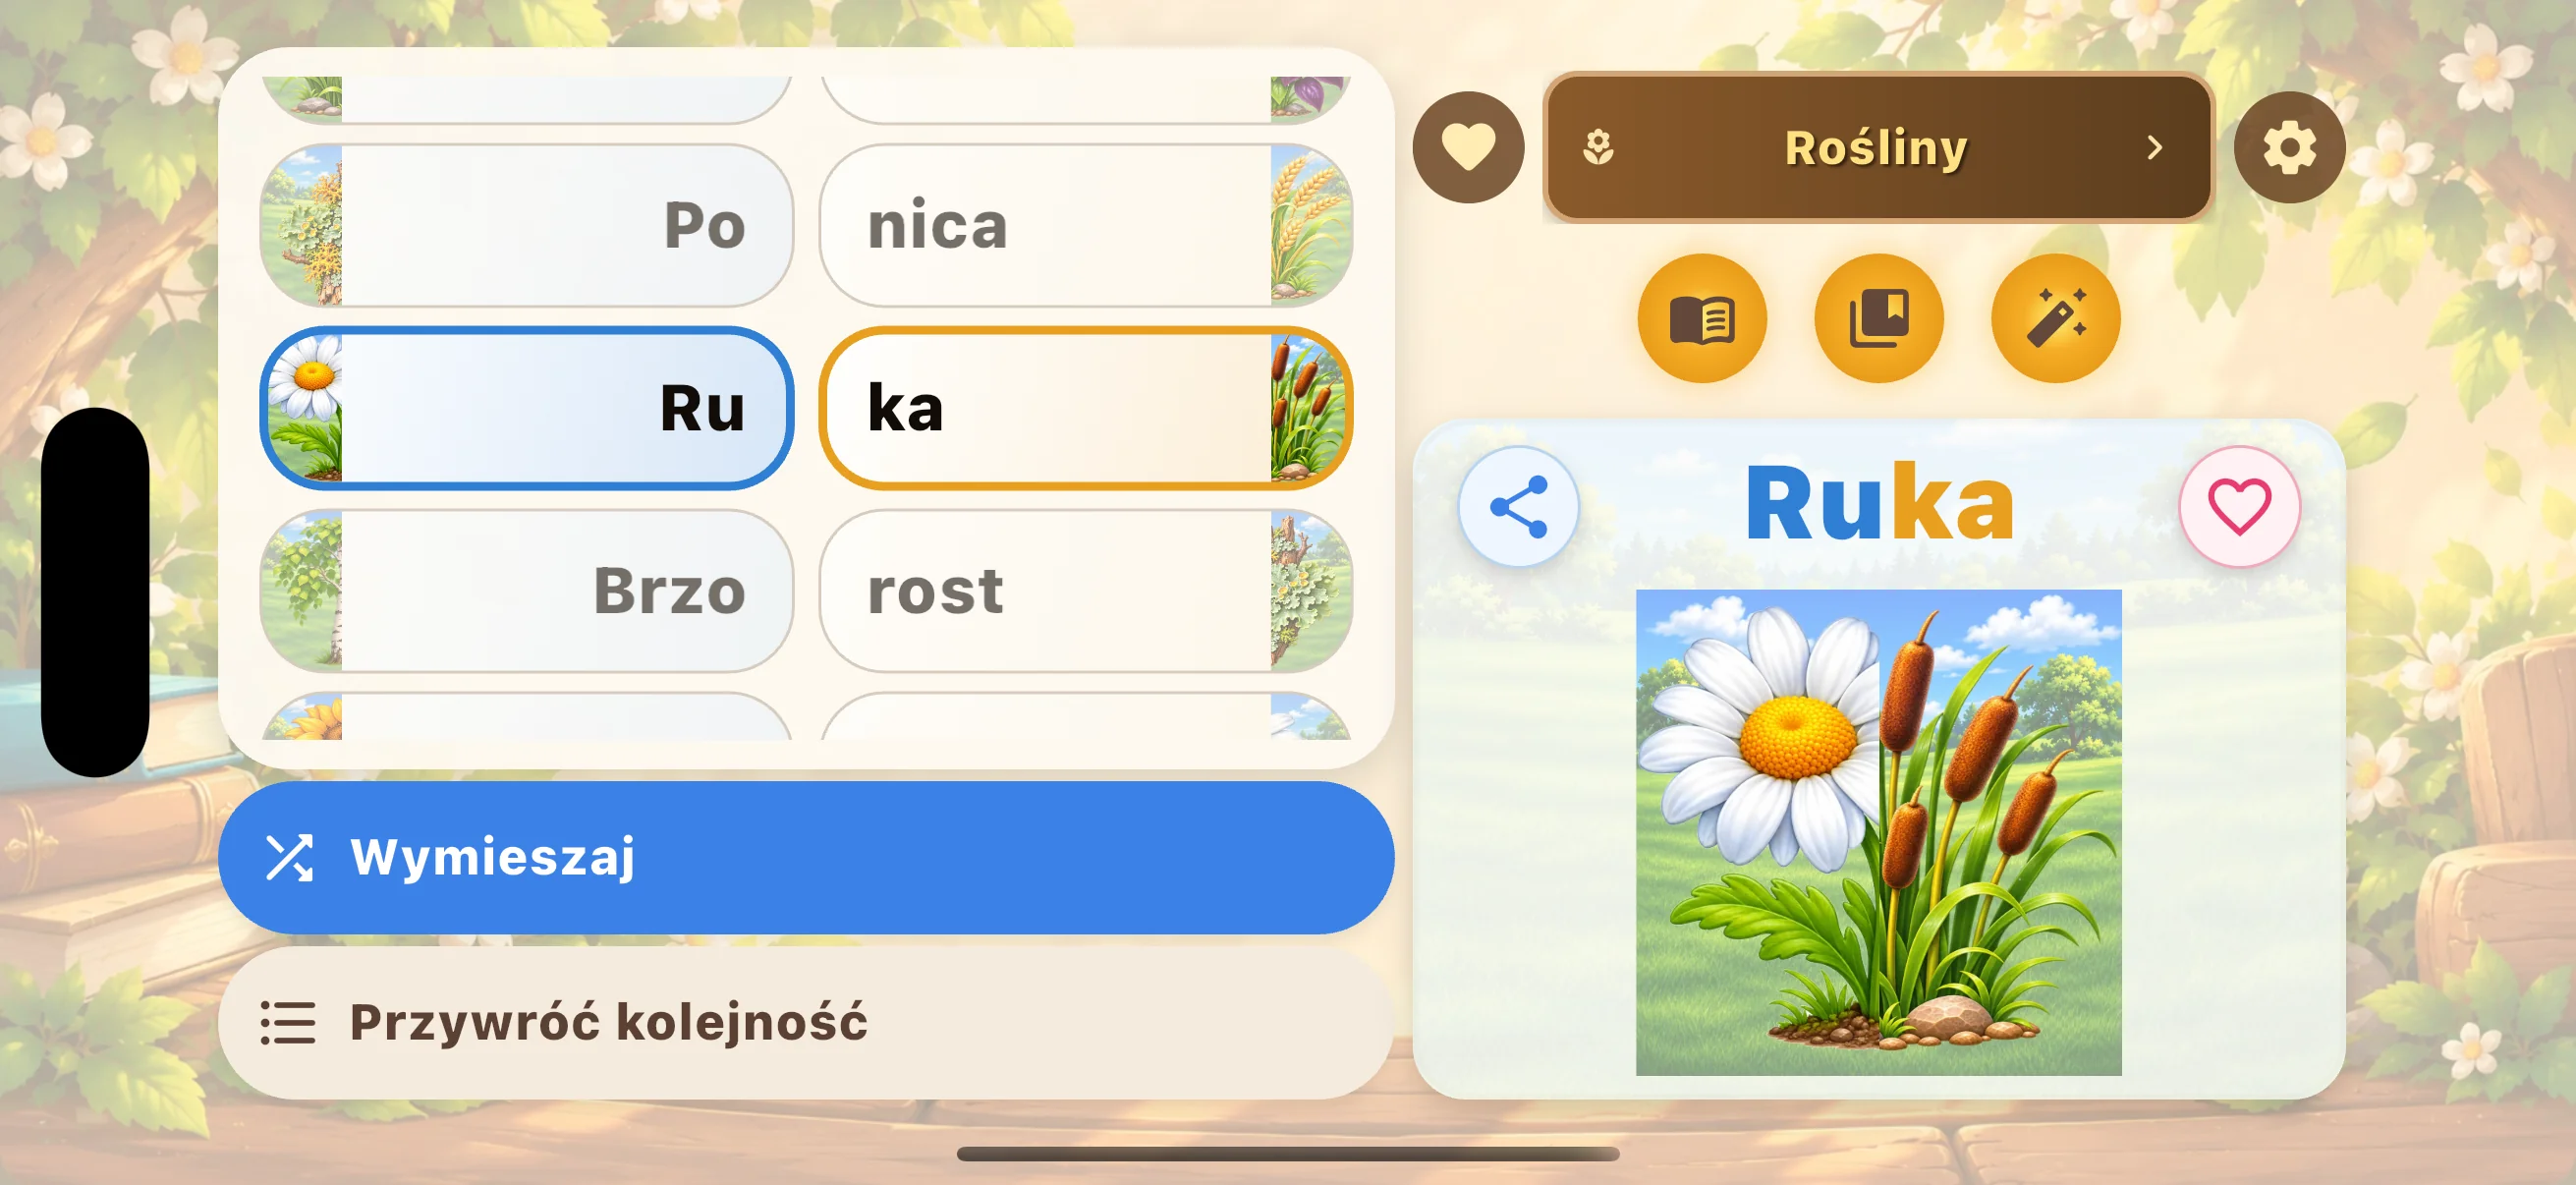 Po nica
Ru ka
Brzo rost
Wymieszaj
Przywróć kolejność
Rośliny
Ruka